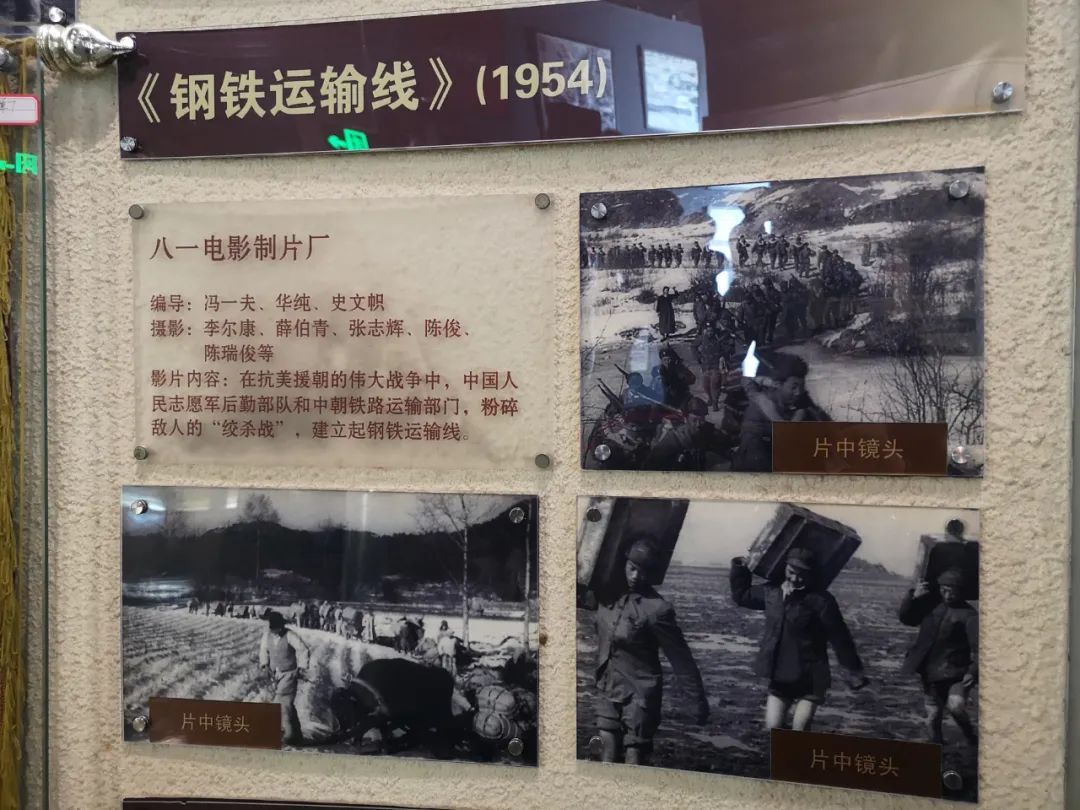 《钢铁运输线》(1954)
八一电影制片厂
编导：冯一夫、华纯、史文帜
摄影：李尔康、薛伯青、张志辉、陈俊、
陈瑞俊等
影片内容：在抗美援朝的伟大战争中，中国人
民志愿军后勤部队和中朝铁路运输部门，粉碎
敌人的“绞杀战”，建立起钢铁运输线。
片中镜头
片中镜头
片中镜头